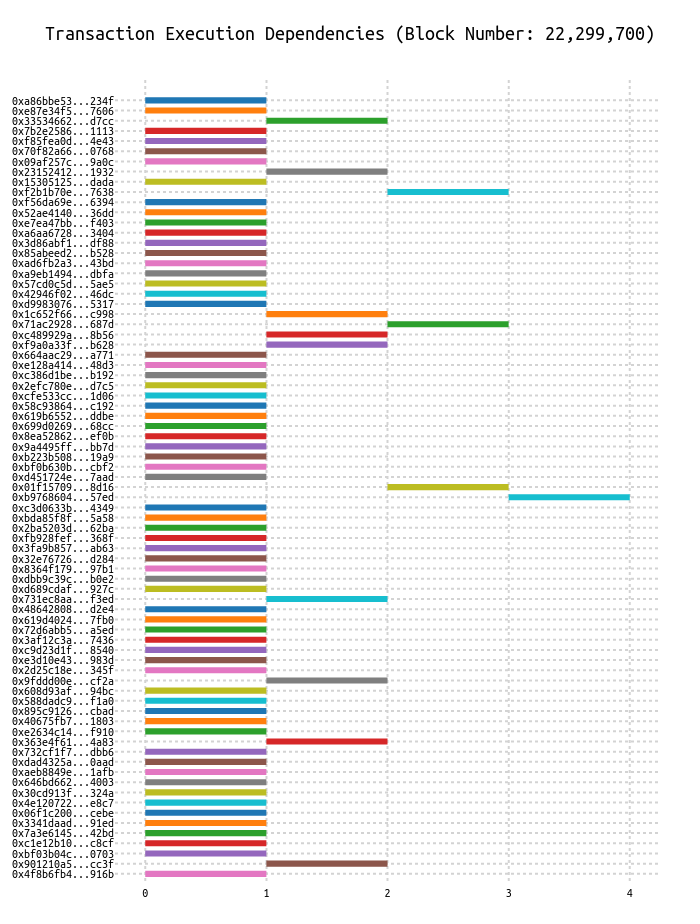 Transaction Execution Dependencies (Block Number: 22,299,700)
0xa86bbe53...234f
0xe87e34f5...7606
0x33534662...d7cc
0x7b2e2586...1113
0xf85fea0d...4e43
0x70f82a66...0768
0x09af257c...9a0c
0x23152412...1932
0x15305125...dada
0xf2b1b70e...7638
0xf56da69e...6394
0x52ae4140...36dd
0xe7ea47bb...f403
0xa6aa6728...3404
0x3d86abf1...df88
0x85abeed2...b528
0xad6fb2a3...43bd
0xa9eb1494...dbfa
0x57cd0c5d...5ae5
0x42946f02...46dc
0xd9983076...5317
0x1c652f66...c998
0x71ac2928...687d
0xc489929a...8b56
0xf9a0a33f...b628
0x664aac29...a771
0xe128a414...48d3
0xc386d1be...b192
0x2efc780e...d7c5
0xcfe533cc...1d06
0x58c93864...c192
0x619b6552...ddbe
0x699d0269...68cc
0x8ea52862...ef0b
0x9a4495ff...bb7d
0xb223b508...19a9
0xbf0b630b...cbf2
0xd451724e...7aad
0x01f15709...8d16
0xb9768604...57ed
0xc3d0633b...4349
0xbda85f8f...5a58
0x2ba5203d...62ba
0xfb928fef...368f
0x3fa9b857...ab63
0x32e76726...d284
0x8364f179...97b1
0xdbb9c39c...b0e2
0xd689cdaf...927c
0x731ec8aa...f3ed
0x48642808...d2e4
0x619d4024...7fb0
0x72d6abb5...a5ed
0x3af12c3a...7436
0xc9d23d1f...8540
0xe3d10e43...983d
0x2d25c18e...345f
0x9fddd00e...cf2a
0x608d93af...94bc
0x588dadc9...f1a0
0x895c9126...cbad
0x40675fb7...1803
0xe2634c14...f910
0x363e4f61...4a83
0x732cf1f7...dbb6
0xdad4325a...0aad
0xaeb8849e...1afb
0x646bd662...4003
0x30cd913f...324a
0x4e120722...e8c7
0x06f1c200...cebe
0x3341daad...91ed
0x7a3e6145...42bd
0xc1e12b10...c8cf
0xbf03b04c...0703
0x901210a5...cc3f
0x4f8b6fb4...916b
0 1 2 3 4